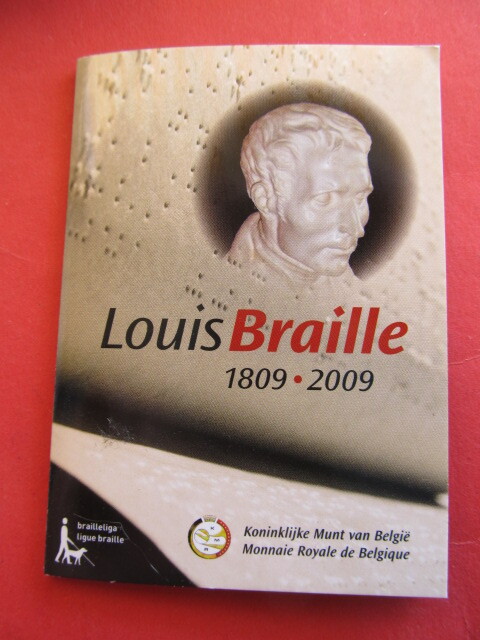 Louis Braille
1809 • 2009
brailleliga
ligue braille
Koninklijke Munt van België
Monnaie Royale de Belgique